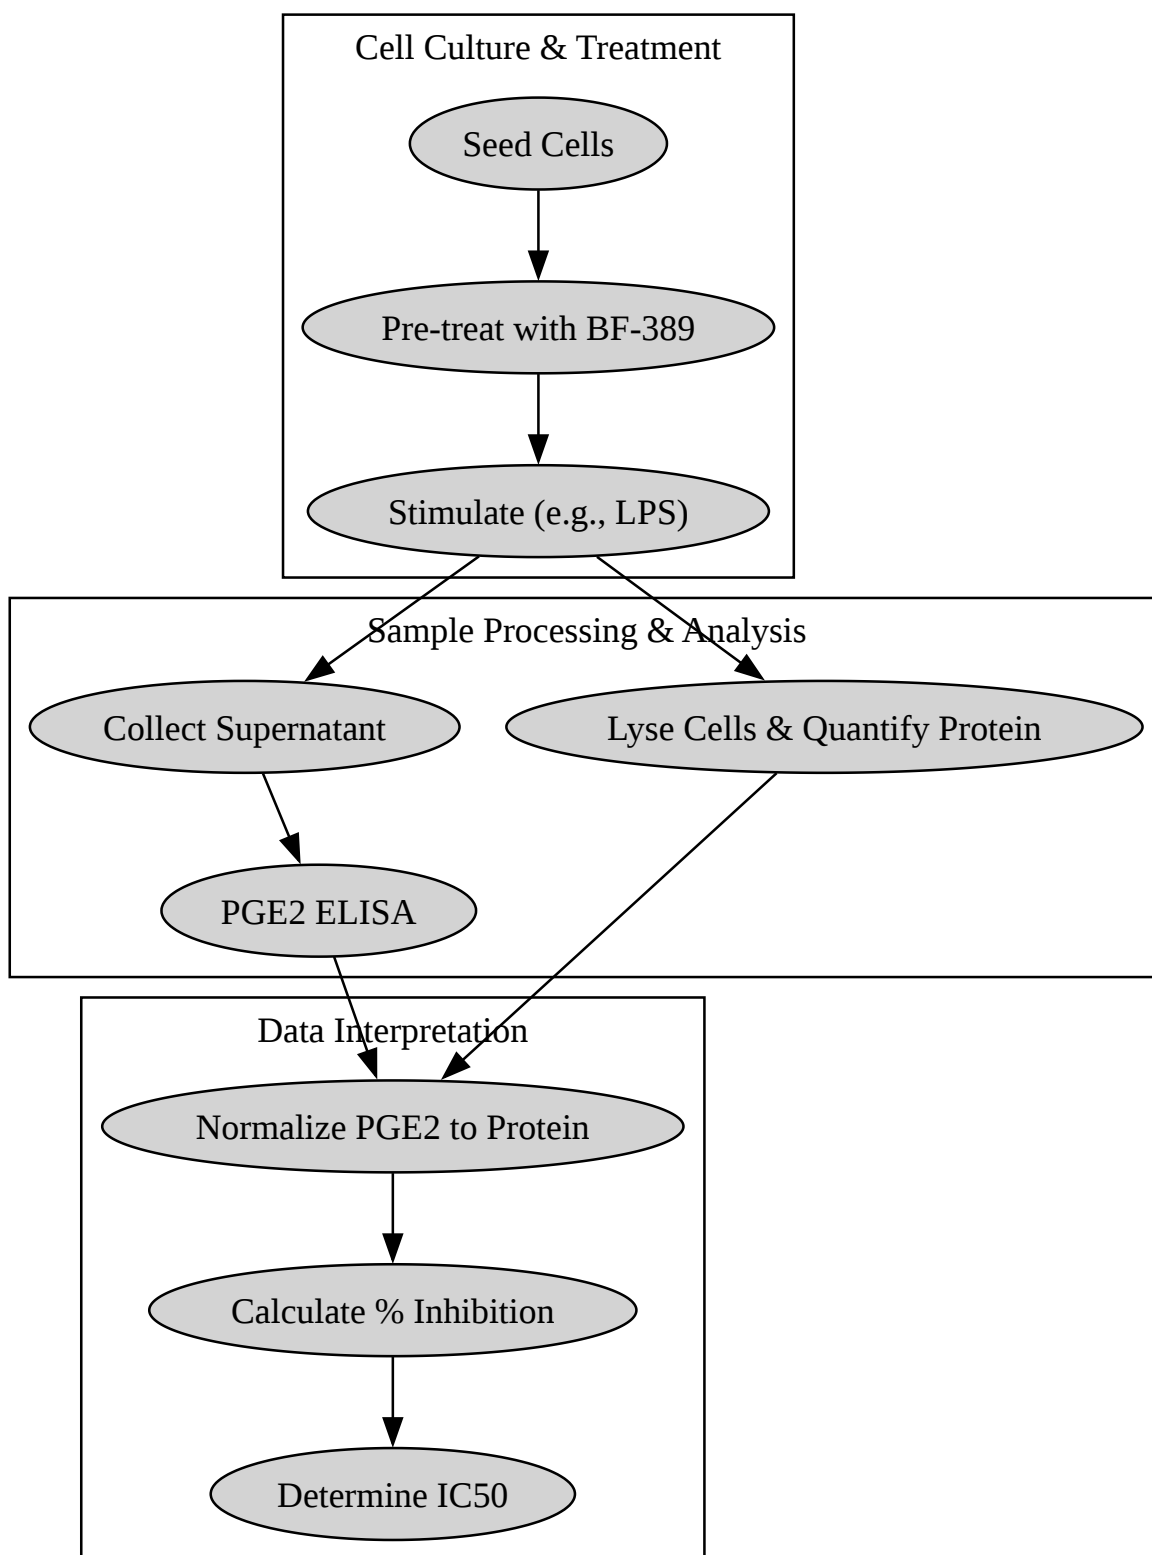 Cell Culture & Treatment
Seed Cells
Pre-treat with BF-389
Stimulate (e.g., LPS)
Sample Processing & Analysis
Collect Supernatant
Lyse Cells & Quantify Protein
PGE2 ELISA
Data Interpretation
Normalize PGE2 to Protein
Calculate % Inhibition
Determine IC50